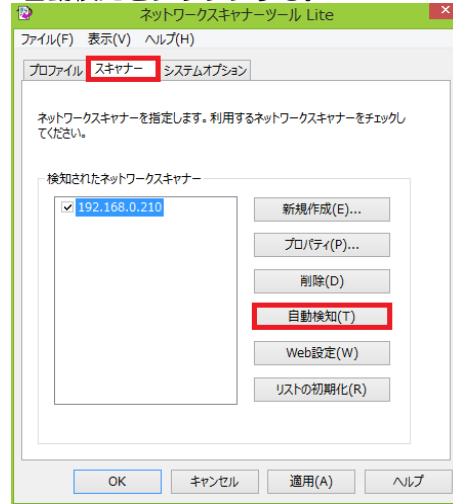 ネットワークスキャナーツール Lite
ファイル(F) 表示(V) ヘルプ(H)
プロファイル スキャナー システムオプション
ネットワークスキャナーを指定します。利用するネットワークスキャナーをチェックし
てください。
検知されたネットワークスキャナー
192.168.0.210
新規作成(E)...
プロパティ(P)...
削除(D)
自動検知(T)
Web設定(W)
リストの初期化(R)
OK キャンセル 適用(A) ヘルプ